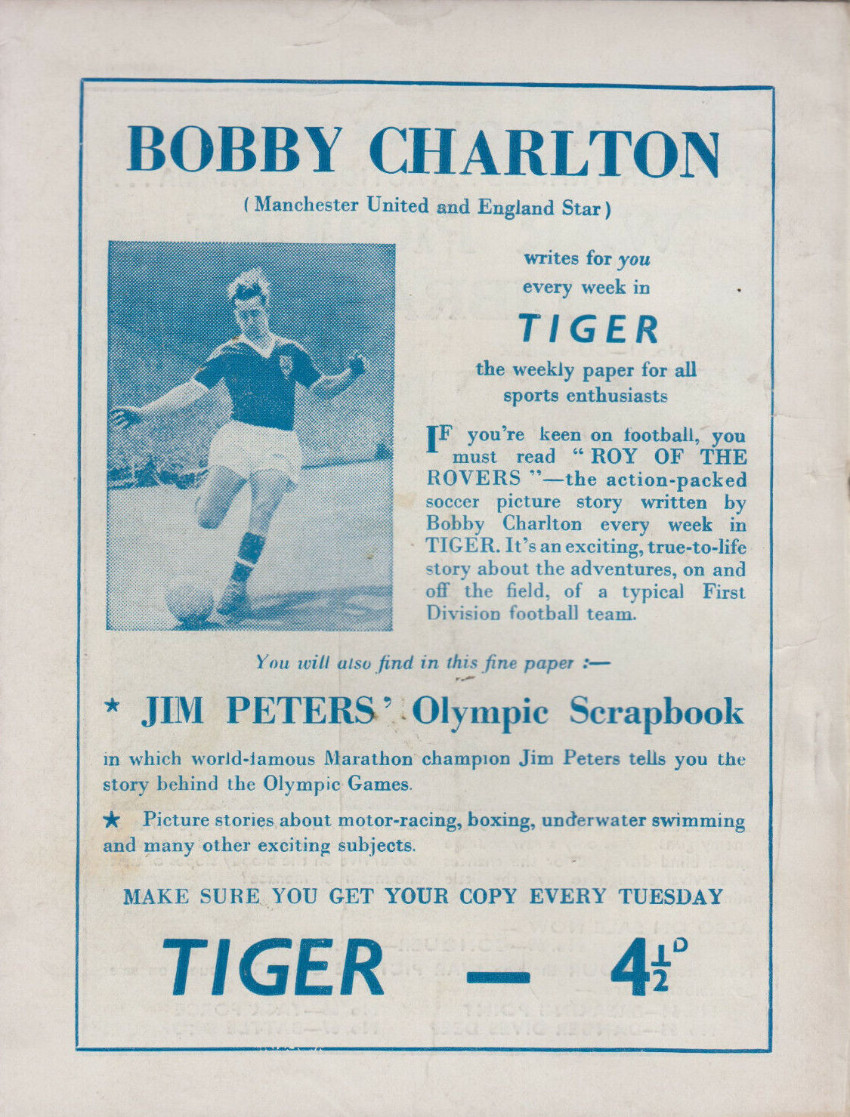 BOBBY CHARLTON
(Manchester United and England Star)
writes for you
every week in
TIGER
the weekly paper for all
sports enthusiasts
IF you're keen on football, you
must read “ROY OF THE
ROVERS”—the action-packed
soccer picture story written by
Bobby Charlton every week in
TIGER. It's an exciting, true-to-life
story about the adventures, on and
off the field, of a typical First
Division football team.
You will also find in this fine paper :—
★ JIM PETERS' Olympic Scrapbook
in which world-famous Marathon champion Jim Peters tells you the
story behind the Olympic Games.
★ Picture stories about motor-racing, boxing, underwater swimming
and many other exciting subjects.
MAKE SURE YOU GET YOUR COPY EVERY TUESDAY
TIGER — 4½D